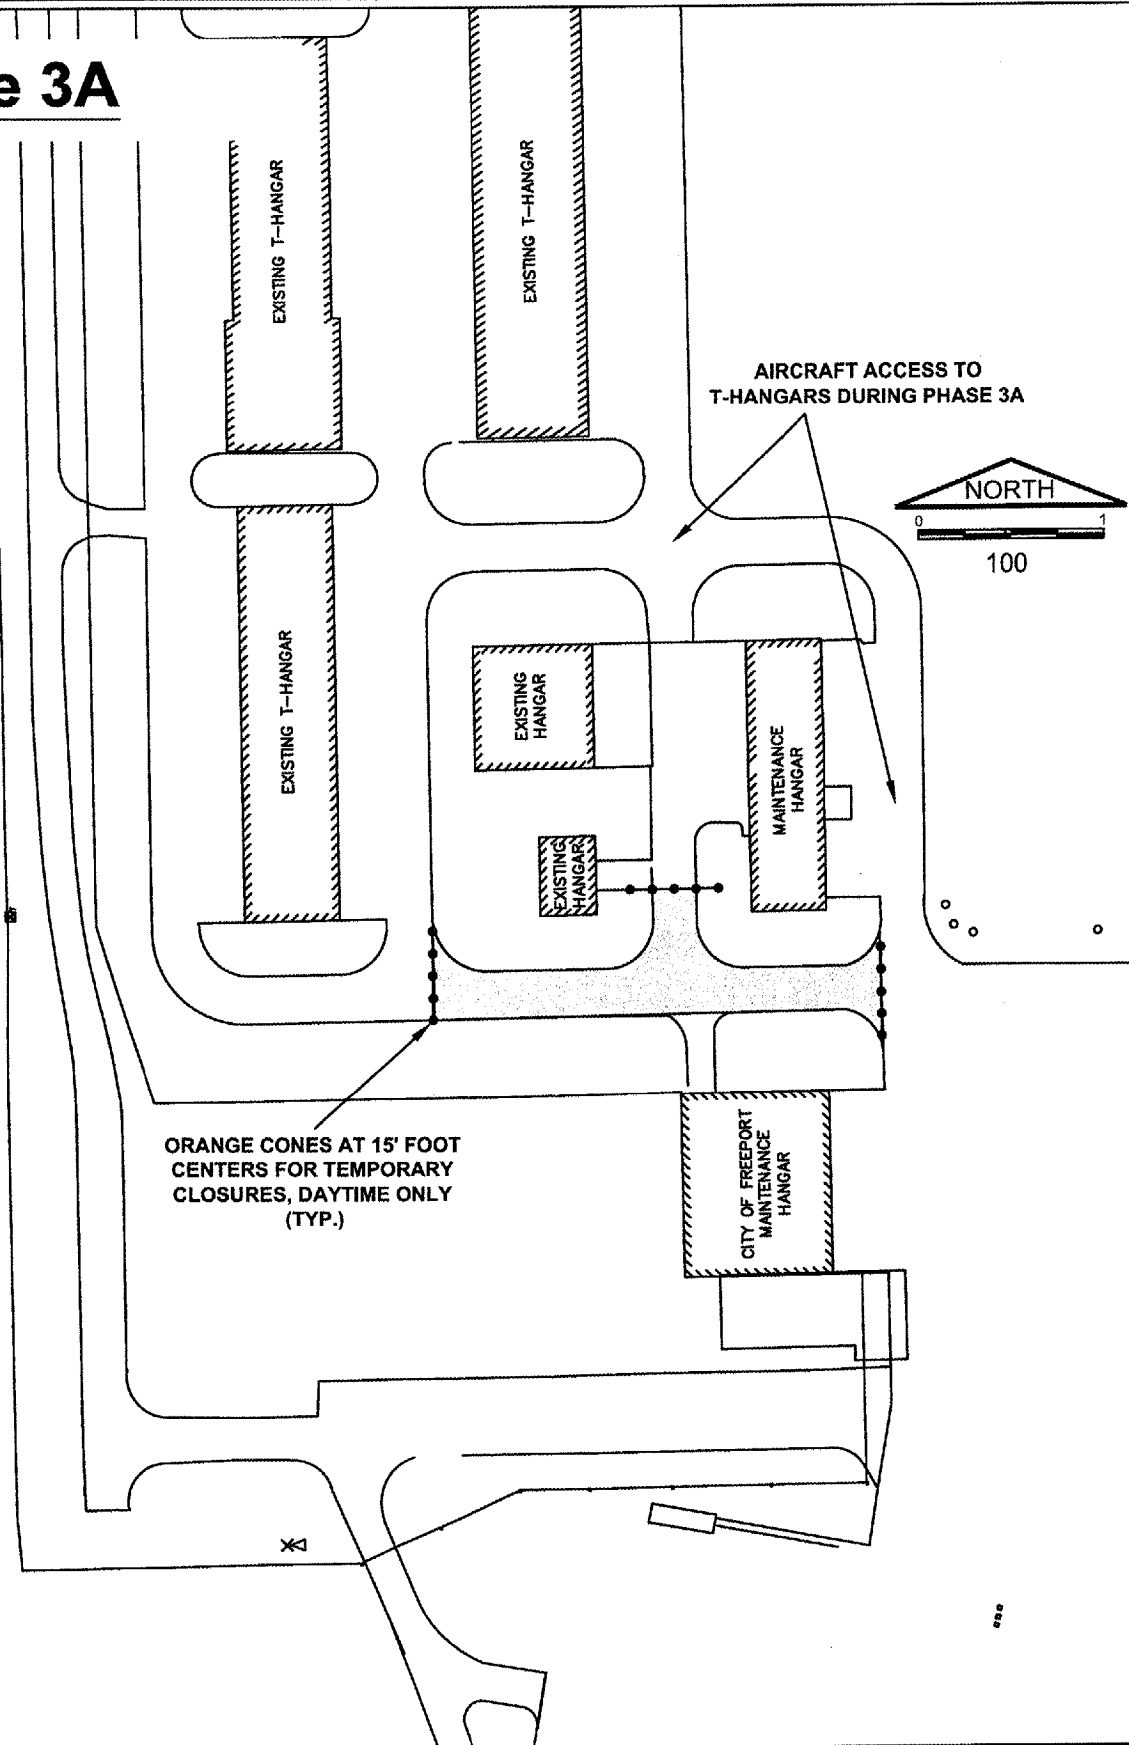 e 3A
EXISTING T-HANGAR
EXISTING T-HANGAR
AIRCRAFT ACCESS TO
T-HANGARS DURING PHASE 3A
NORTH
0 1
100
EXISTING T-HANGAR
EXISTING
HANGAR
MAINTENANCE
HANGAR
EXISTING
HANGAR
ORANGE CONES AT 15' FOOT
CENTERS FOR TEMPORARY
CLOSURES, DAYTIME ONLY
(TYP.)
CITY OF FREEPORT
MAINTENANCE
HANGAR